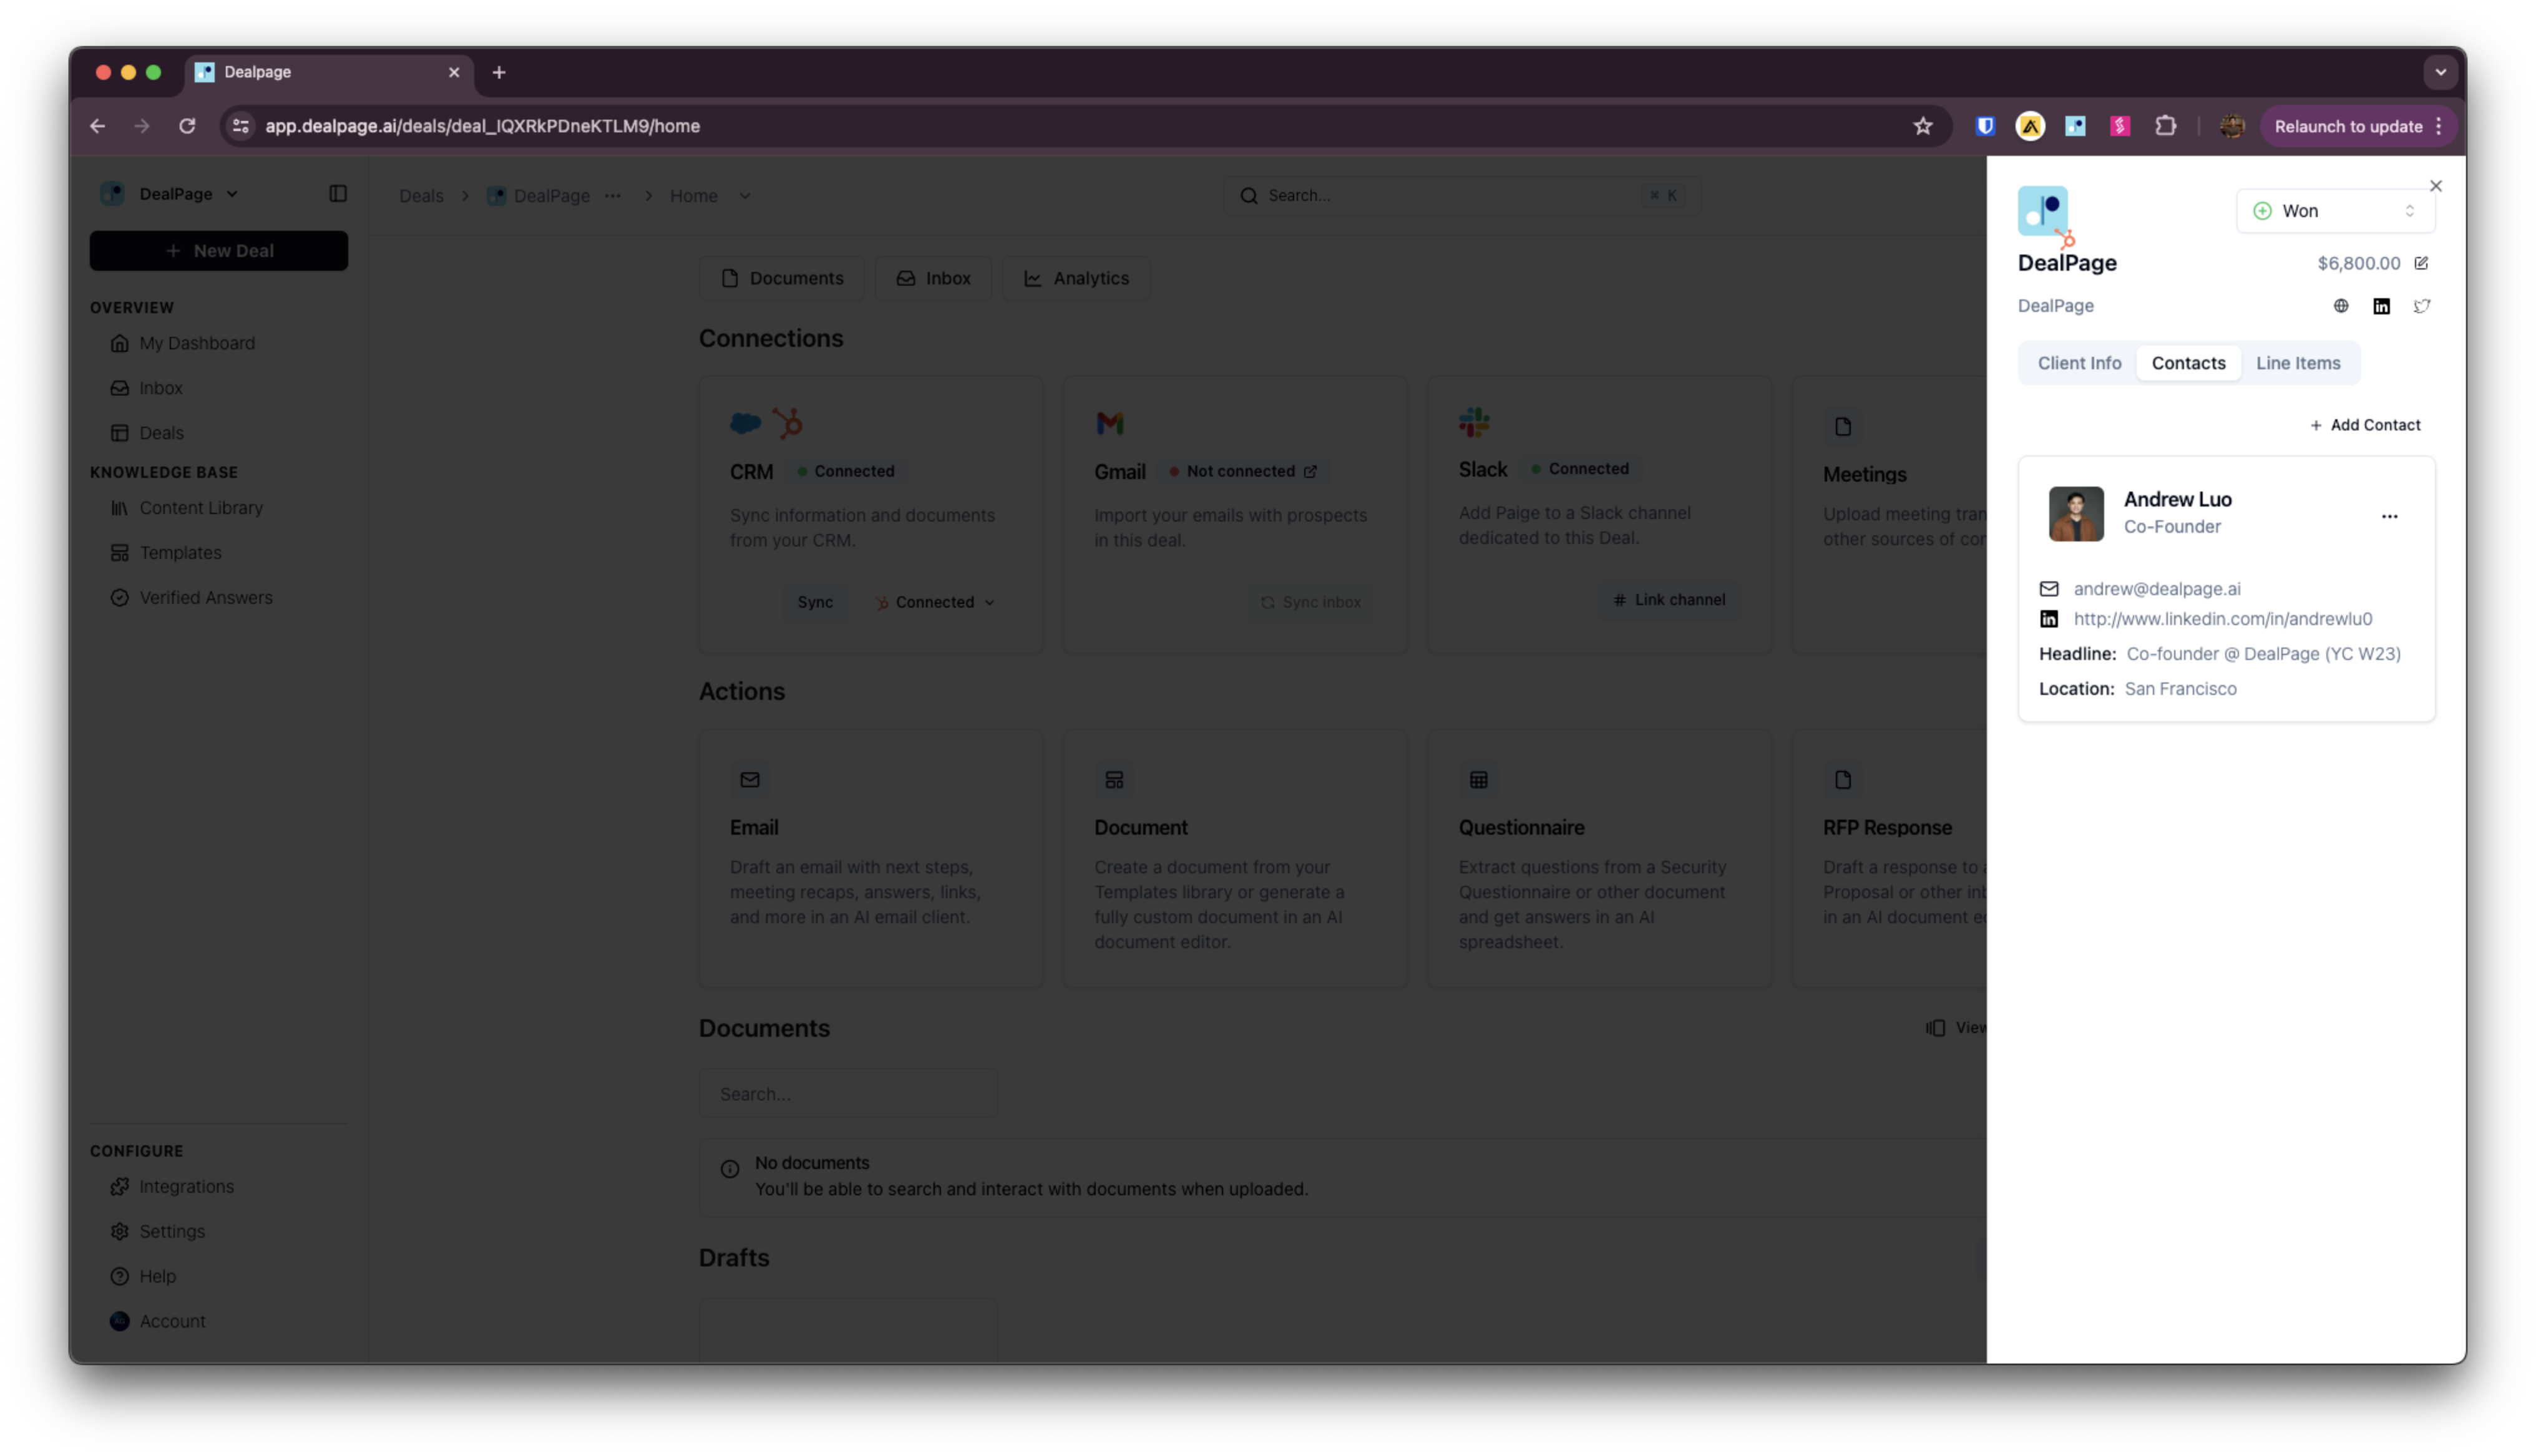 Dealpage
app.dealpage.ai/deals/deal_IQXRkPDneKTLM9/home
Relaunch to update
DealPage
New Deal
OVERVIEW
My Dashboard
Inbox
Deals
KNOWLEDGE BASE
Content Library
Templates
Verified Answers
CONFIGURE
Integrations
Settings
Help
Account
Deals > DealPage ... > Home
Search...
⌘ K
Documents
Inbox
Analytics
Connections
CRM
Connected
Sync information and documents
from your CRM.
Sync
Connected
Gmail
Not connected
Import your emails with prospects
in this deal.
Sync inbox
Slack
Connected
Add Paige to a Slack channel
dedicated to this Deal.
# Link channel
Meetings
Upload meeting tran
other sources of con
Actions
Email
Draft an email with next steps,
meeting recaps, answers, links,
and more in an AI email client.
Document
Create a document from your
Templates library or generate a
fully custom document in an AI
document editor.
Questionnaire
Extract questions from a Security
Questionnaire or other document
and get answers in an AI
spreadsheet.
RFP Response
Draft a response to
Proposal or other inb
in an AI document e
Documents
View
Search...
No documents
You'll be able to search and interact with documents when uploaded.
Drafts
Won
DealPage
$6,800.00
DealPage
Client Info
Contacts
Line Items
+ Add Contact
Andrew Luo
Co-Founder
...
andrew@dealpage.ai
http://www.linkedin.com/in/andrewlu0
Headline: Co-founder @ DealPage (YC W23)
Location: San Francisco